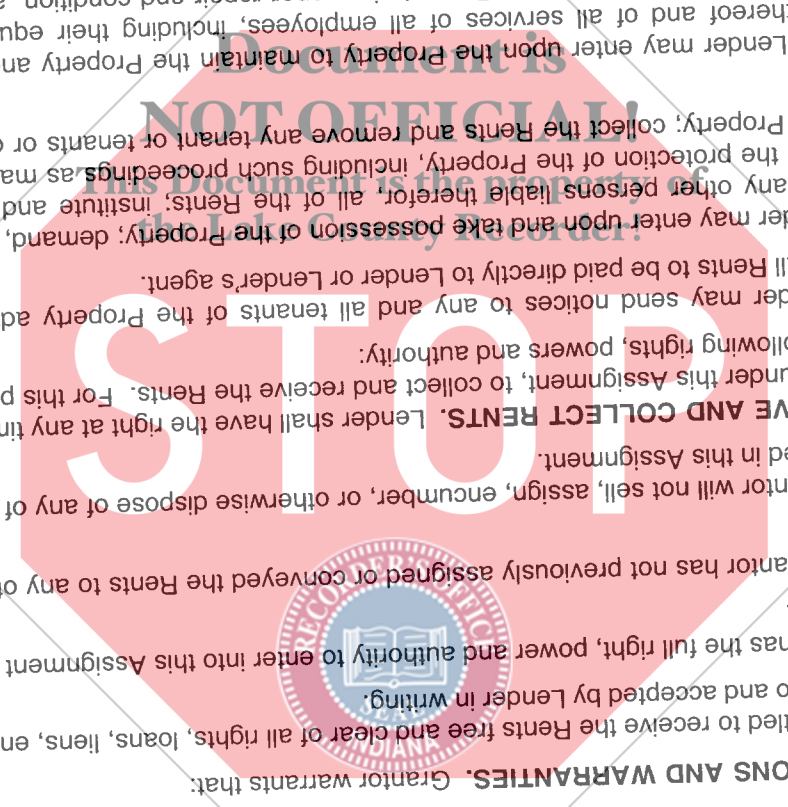 ONS AND WARRANTIES. Grantor warrants that:
tled to receive the Rents free and clear of all rights, loans, liens, en
o and accepted by Lender in writing.
has the full right, power and authority to enter into this Assignment
antor has not previously assigned or conveyed the Rents to any o
ntor will not sell, assign, encumber, or otherwise dispose of any of
ed in this Assignment.
VE AND COLLECT RENTS. Lender shall have the right at any tim
under this Assignment, to collect and receive the Rents. For this p
ollowing rights, powers and authority:
der may send notices to any and all tenants of the Property ad
ll Rents to be paid directly to Lender or Lender's agent.
der may enter upon and take possession of the Property; demand,
any other persons liable therefor, all of the Rents; institute and
the protection of the Property, including such proceedings as ma
Property; collect the Rents and remove any tenant or tenants or o
Lender may enter upon the Property to maintain the Property and
thereof and of all services of all employees, including their equ
Document is
NOT OFFICIAL!
This Document is the property of
the Lake County Recorder!
STOP
RECORDER'S OFFICE
SEAL
INDIANA